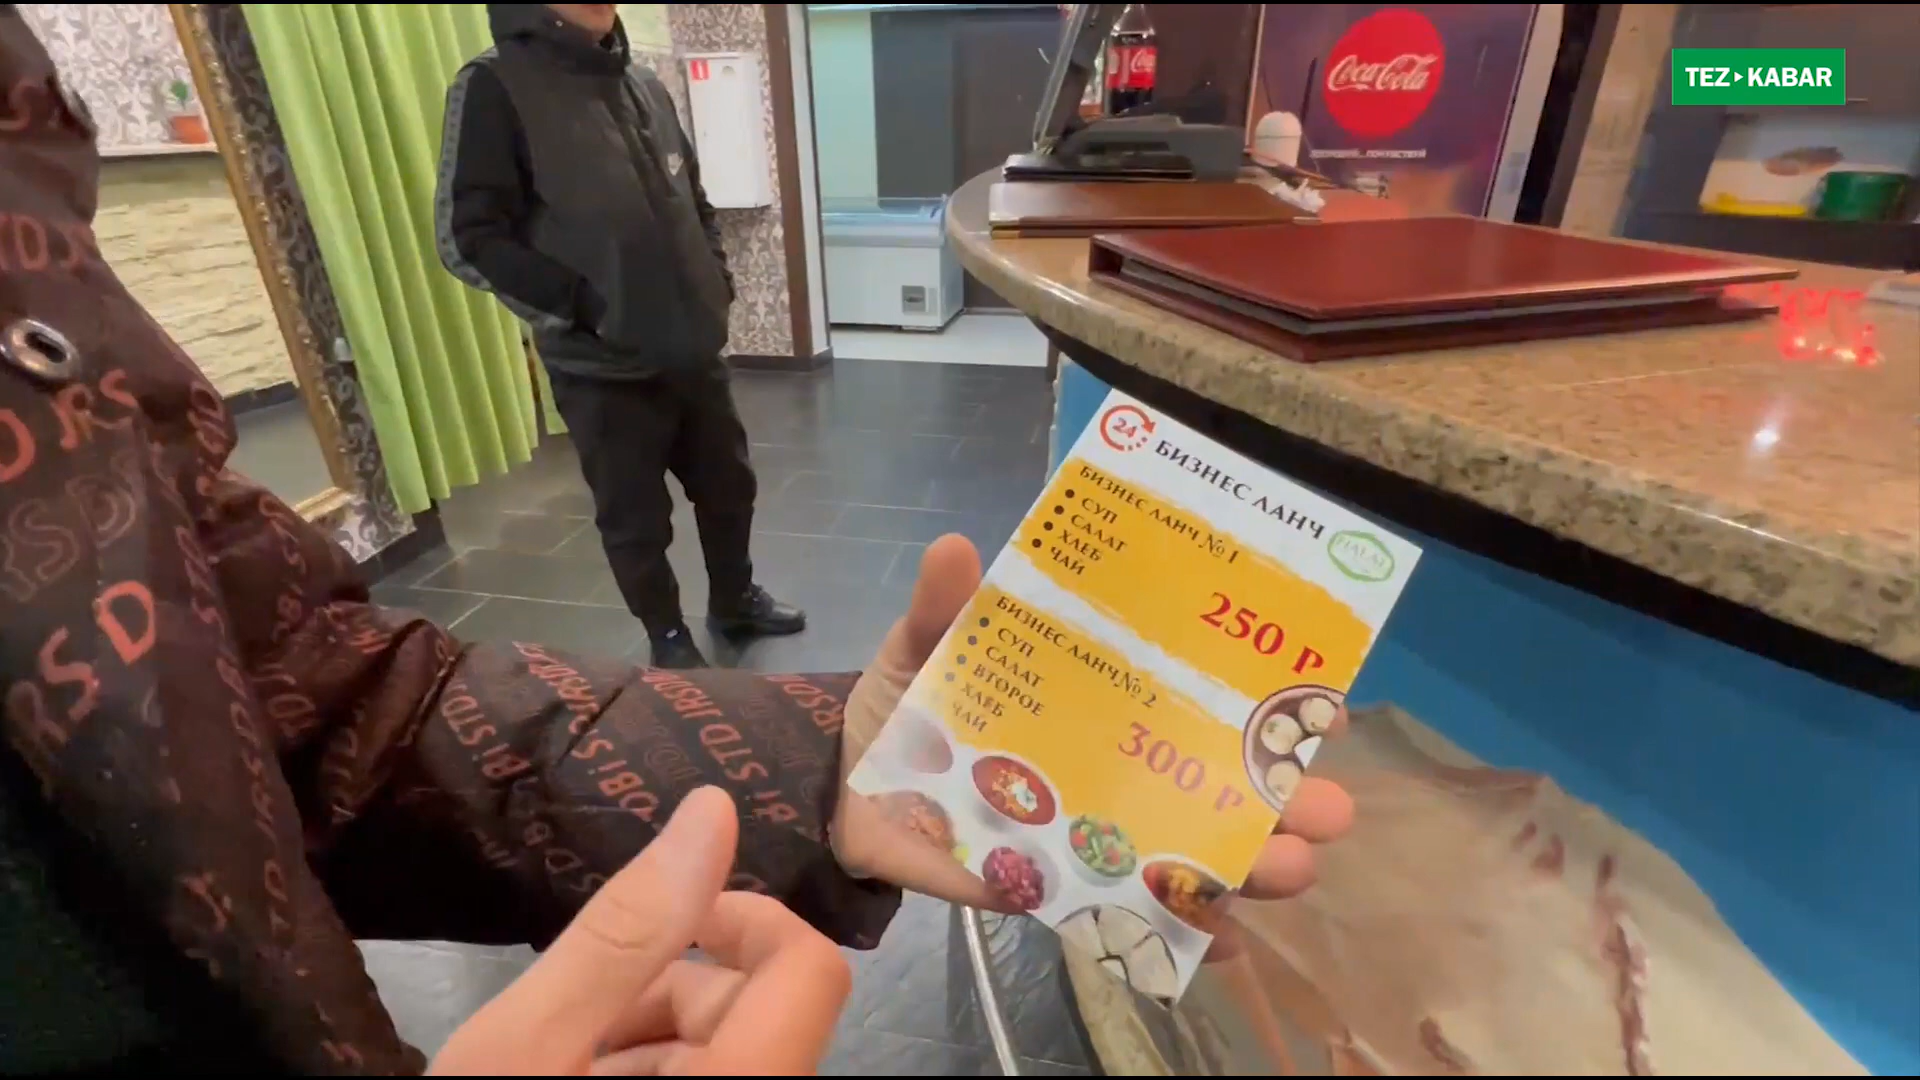 TEZ KABAR
Coca-Cola
24
БИЗНЕС ЛАНЧ
HALAL
БИЗНЕС ЛАНЧ № 1
СУП
САЛАТ
ХЛЕБ
ЧАЙ
250 Р
БИЗНЕС ЛАНЧ № 2
СУП
САЛАТ
ВТОРОЕ
ХЛЕБ
ЧАЙ
300 Р